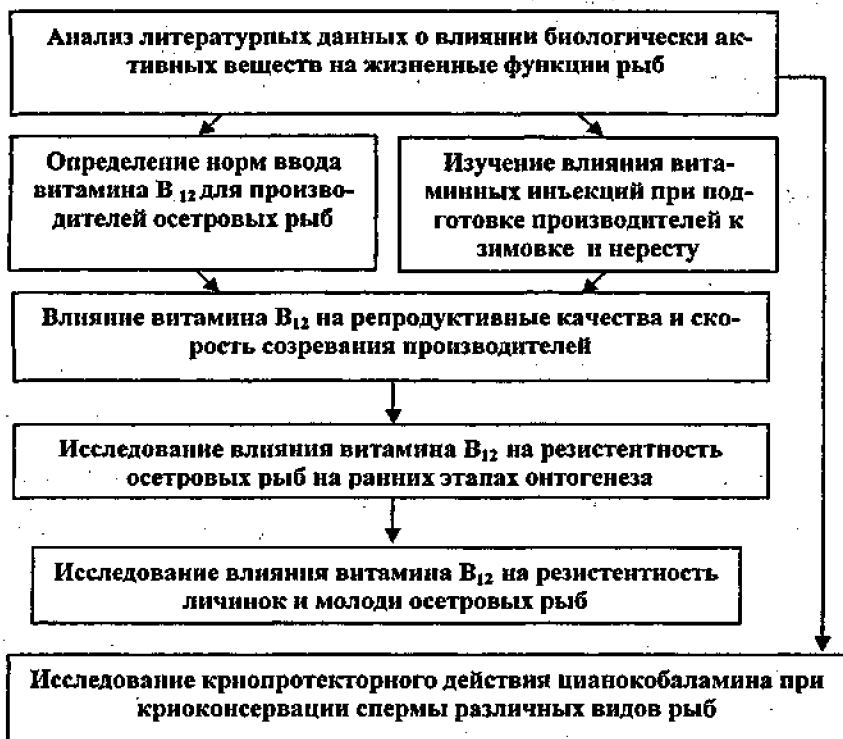 Анализ литературных данных о влиянии биологически ак-
тивных веществ на жизненные функции рыб
Определение норм ввода
витамина В 12 для произво-
дителей осетровых рыб
Изучение влияния вита-
минных инъекций при под-
готовке производителей к
зимовке и нересту
Влияние витамина В12 на репродуктивные качества и ско-
рость созревания производителей
Исследование влияния витамина В12 на резистентность
осетровых рыб на ранних этапах онтогенеза
Исследование влияния витамина В12 на резистентность
личинок и молоди осетровых рыб
Исследование криопротекторного действия цианокобаламина при
криоконсервации спермы различных видов рыб